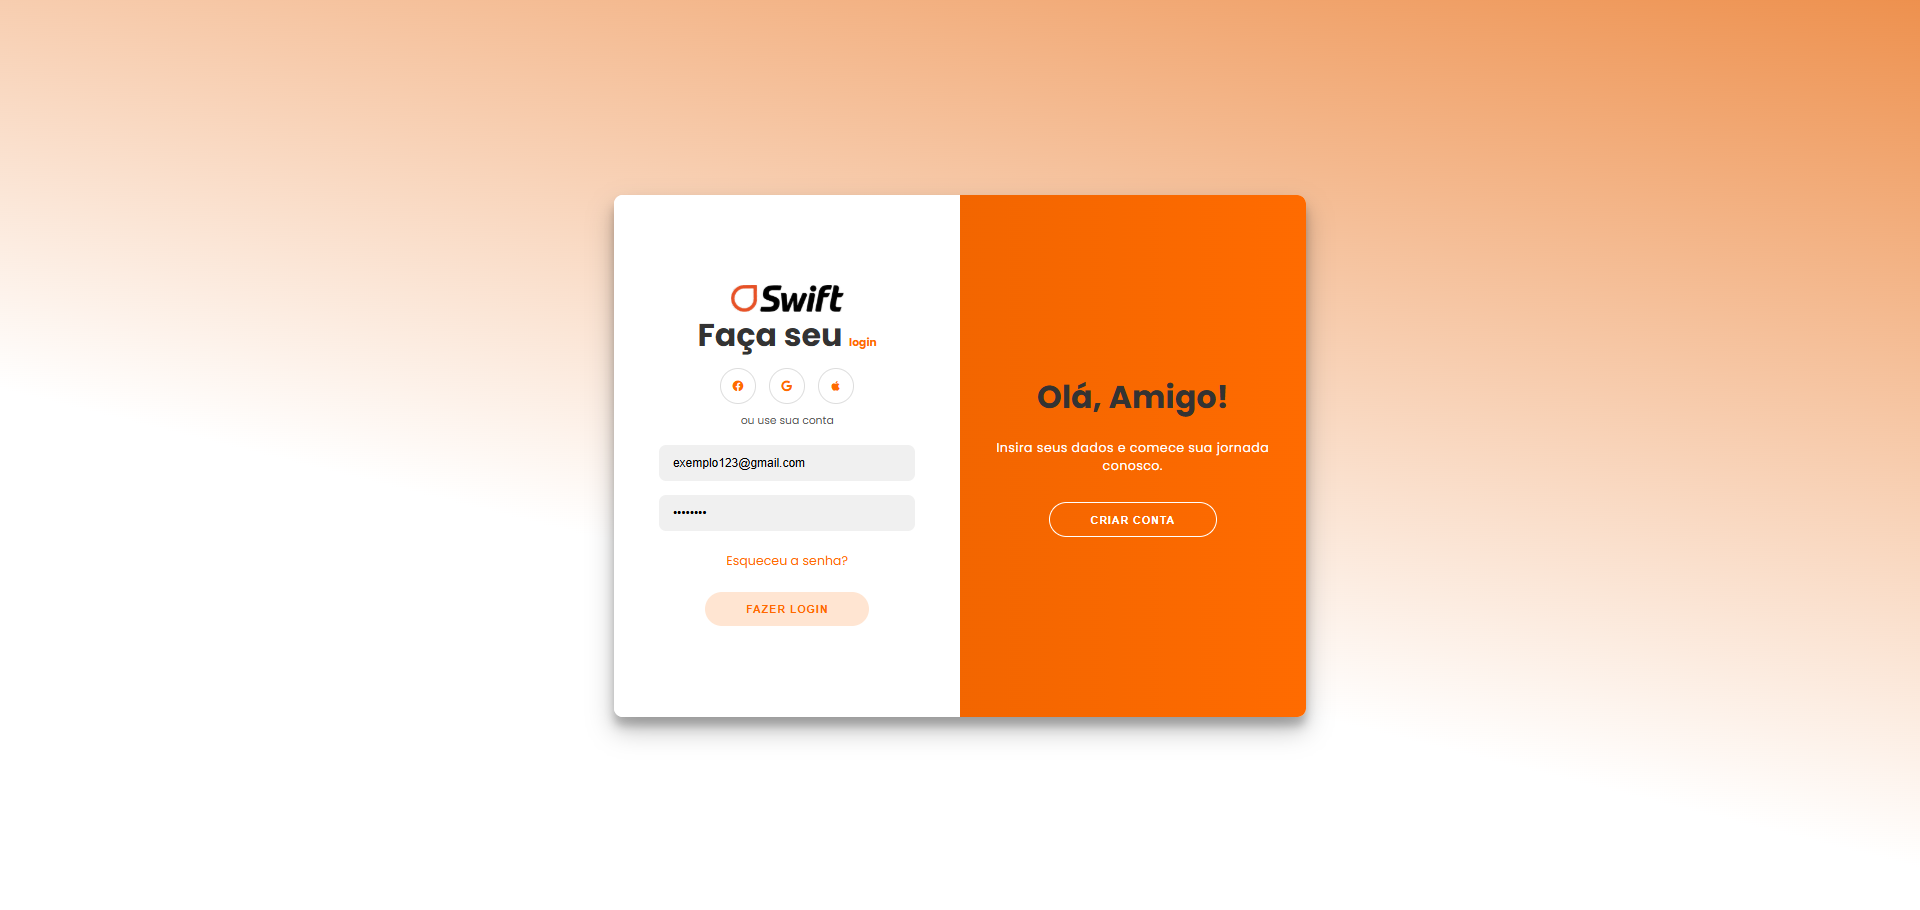 Swift
Faça seu login
ou use sua conta
exemplo123@gmail.com
••••••••
Esqueceu a senha?
FAZER LOGIN
Olá, Amigo!
Insira seus dados e comece sua jornada
conosco.
CRIAR CONTA